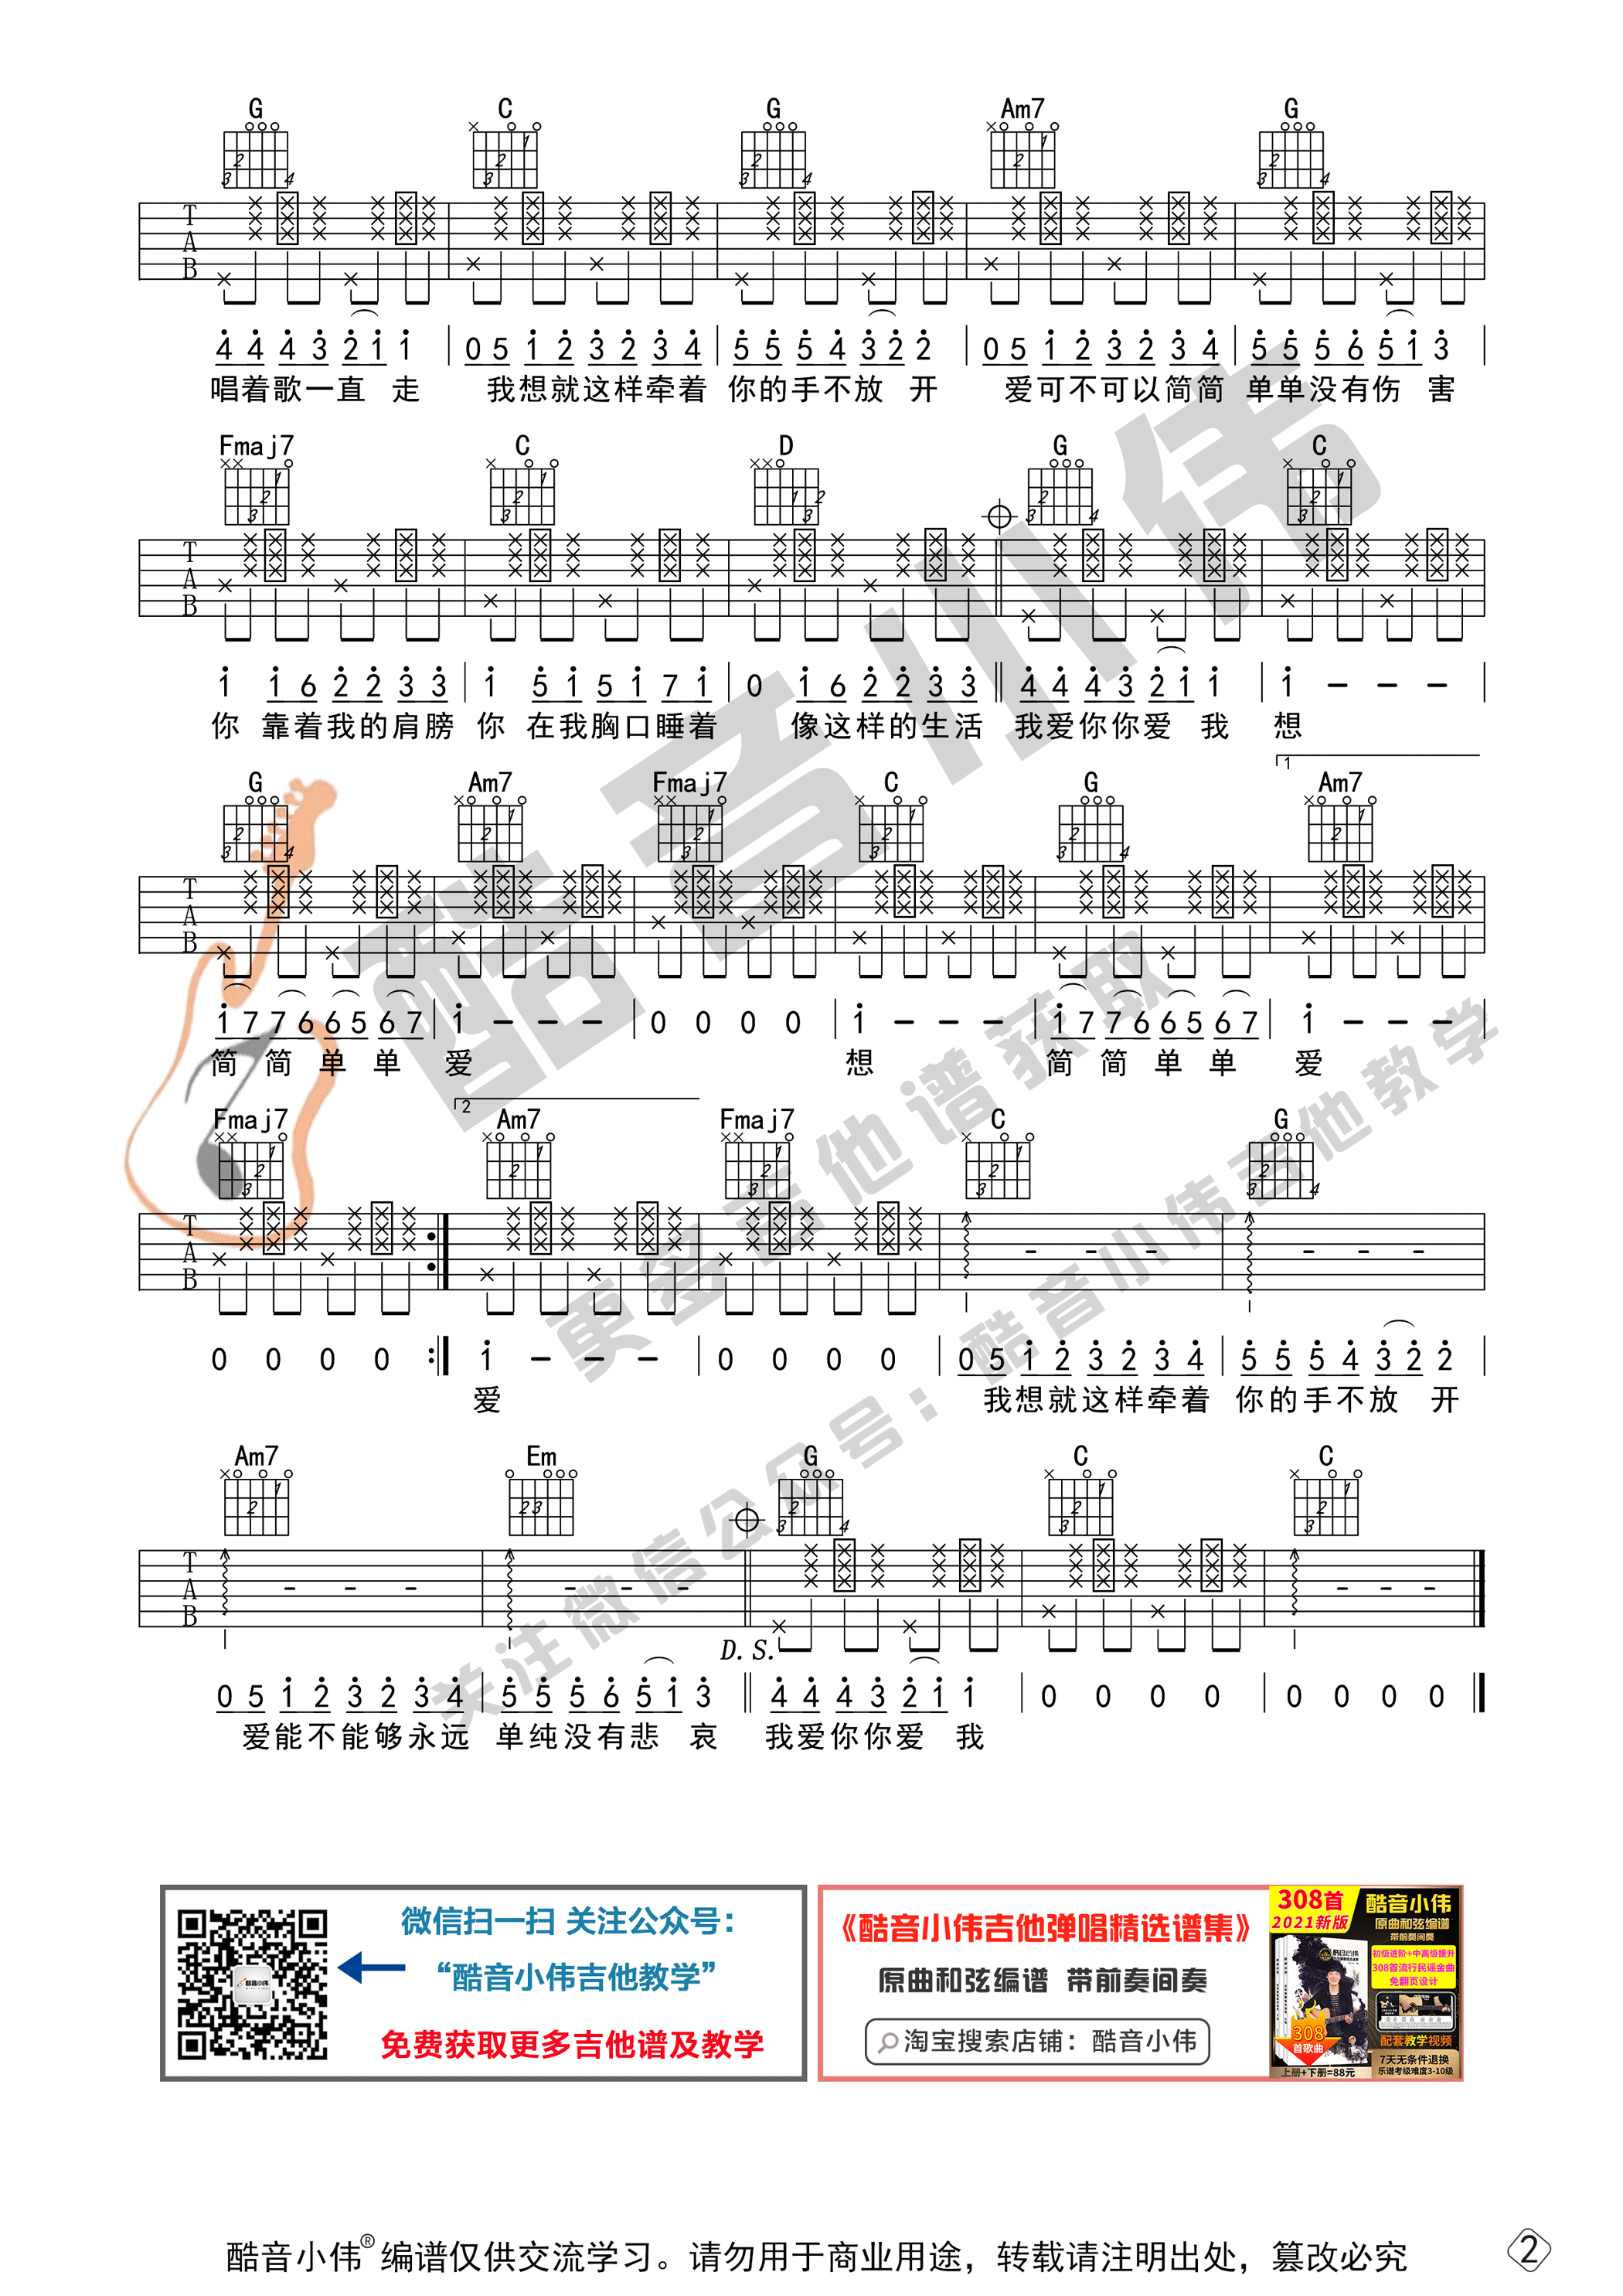 G C G Am7 G
T
A
B
4 4 4 3 2 1 1 | 0 5 1 2 3 2 3 4 | 5 5 5 4 3 2 2 | 0 5 1 2 3 2 3 4 | 5 5 5 6 5 1 3 |
唱着歌一直 走 我想就这样牵着 你的手不放 开 爱可不可以简简 单单没有伤 害
Fmaj7 C D G C
T
A
B
1 1 6 2 2 3 3 | 1 5 1 5 1 7 1 | 0 1 6 2 2 3 3 || 4 4 4 3 2 1 1 | 1 – – – |
你 靠着我的肩膀 你 在我胸口睡着 像这样的生活 我爱你你爱 我 想
1
G Am7 Fmaj7 C G Am7
T
A
B
1 7 7 6 6 5 6 7 | 1 – – – | 0 0 0 0 | 1 – – – | 1 7 7 6 6 5 6 7 | 1 – – – |
简 简 单 单 爱 想 简 简 单 单 爱
2
Fmaj7 Am7 Fmaj7 C G
T
A
B
0 0 0 0 :|| 1 – – – | 0 0 0 0 | 0 5 1 2 3 2 3 4 | 5 5 5 4 3 2 2 |
爱 我想就这样牵着 你的手不放 开
Am7 Em G C C
T
A
B
D. S.
0 5 1 2 3 2 3 4 | 5 5 5 6 5 1 3 || 4 4 4 3 2 1 1 | 0 0 0 0 | 0 0 0 0 ||
爱能不能够永远 单纯没有悲 哀 我爱你你爱 我
酷音小伟
更多吉他谱获取
关注微信公众号：酷音小伟吉他教学
微信扫一扫 关注公众号：
“酷音小伟吉他教学”
免费获取更多吉他谱及教学
酷音小伟
《酷音小伟吉他弹唱精选谱集》
原曲和弦编谱 带前奏间奏
淘宝搜索店铺：酷音小伟
308首
2021新版
酷音小伟
原曲和弦编谱
带前奏间奏
初级进阶+中高级提升
308首流行民谣金曲
免翻页设计
308
首歌曲
配套教学视频
7天无条件退换
上册+下册=88元
乐谱考级难度3-10级
酷音小伟® 编谱仅供交流学习。请勿用于商业用途，转载请注明出处，篡改必究
2